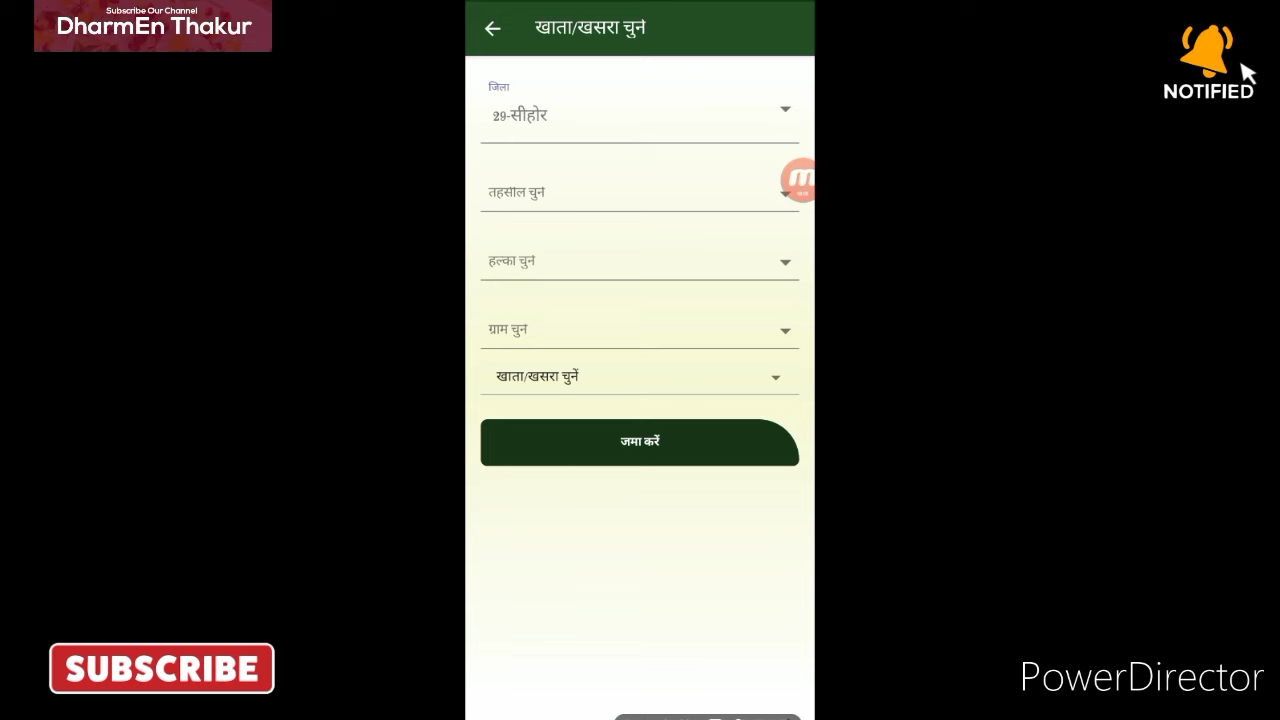 Subscribe Our Channel
DharmEn Thakur
खाता/खसरा चुनें
NOTIFIED
जिला
29-सीहोर
तहसील चुनें
हल्का चुनें
ग्राम चुनें
खाता/खसरा चुनें
जमा करें
SUBSCRIBE
PowerDirector